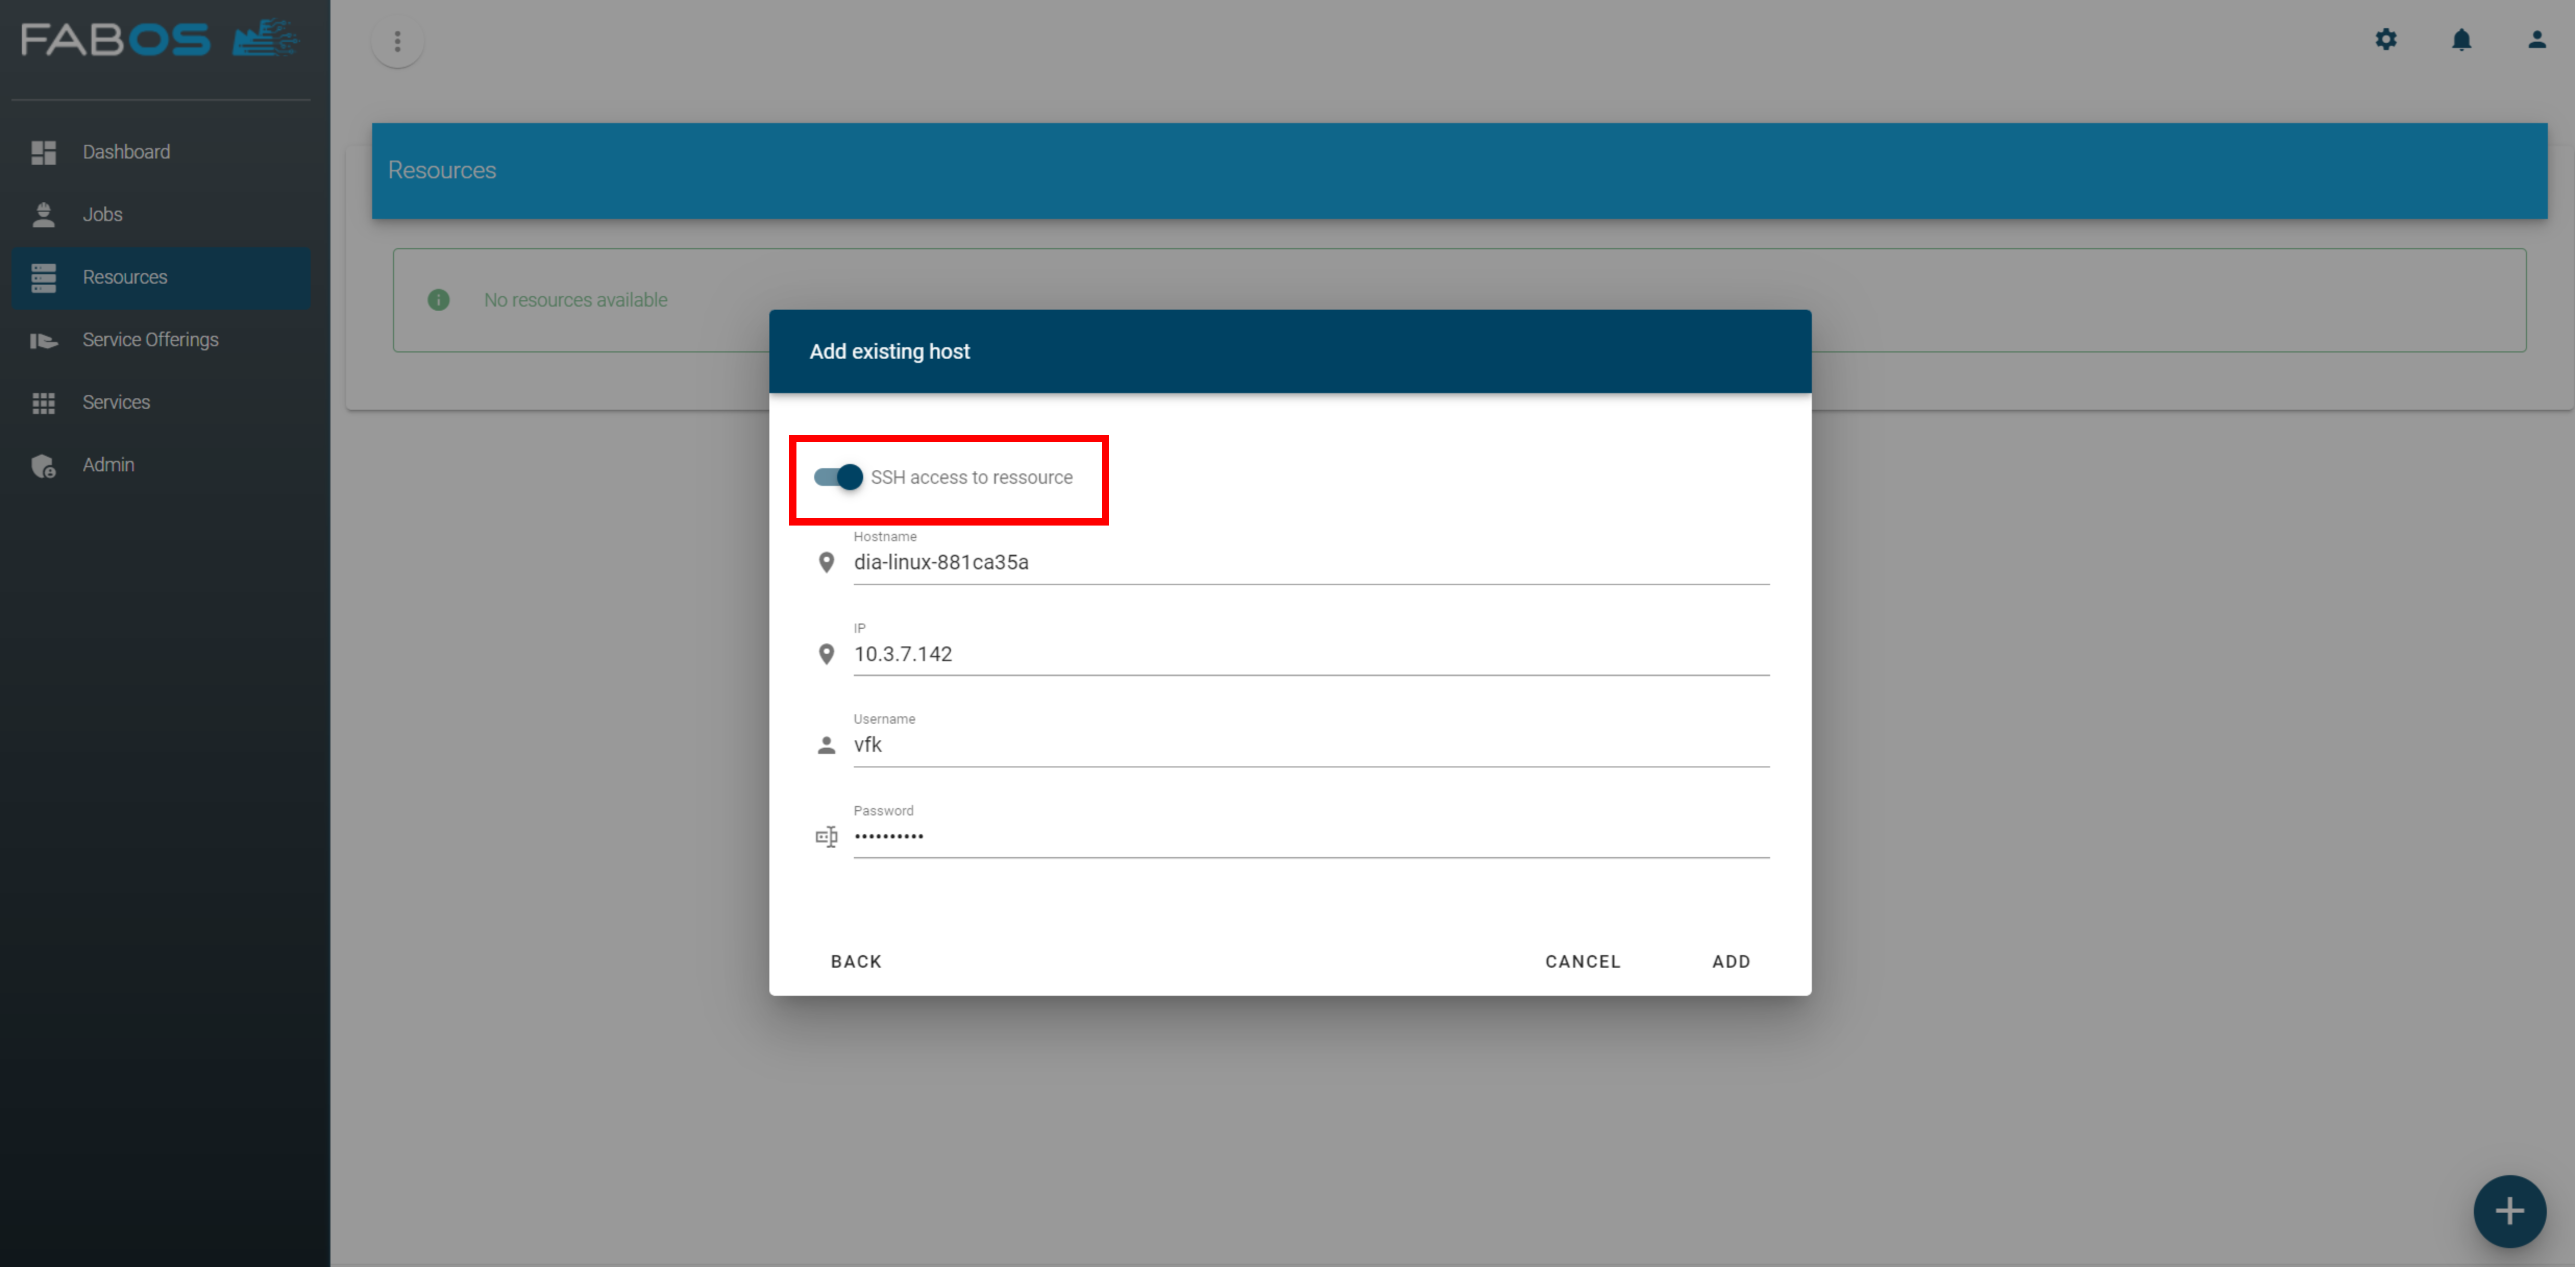 FABOS
Dashboard
Jobs
Resources
Service Offerings
Services
Admin
Resources
No resources available
Add existing host
SSH access to ressource
Hostname
dia-linux-881ca35a
IP
10.3.7.142
Username
vfk
Password
••••••••••
BACK
CANCEL
ADD